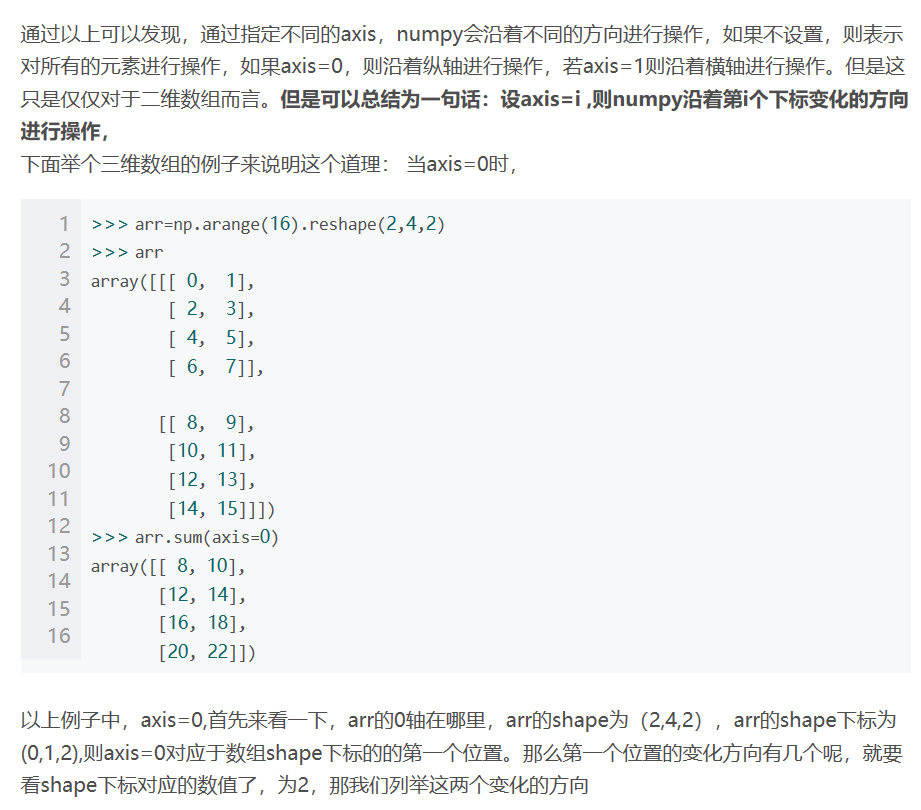 通过以上可以发现，通过指定不同的axis，numpy会沿着不同的方向进行操作，如果不设置，则表示
对所有的元素进行操作，如果axis=0，则沿着纵轴进行操作，若axis=1则沿着横轴进行操作。但是这
只是仅仅对于二维数组而言。但是可以总结为一句话：设axis=i ,则numpy沿着第i个下标变化的方向
进行操作，
下面举个三维数组的例子来说明这个道理： 当axis=0时，
1 >>> arr=np.arange(16).reshape(2,4,2)
2 >>> arr
3 array([[[ 0,  1],
4         [ 2,  3],
5         [ 4,  5],
6         [ 6,  7]],
7
8        [[ 8,  9],
9         [10, 11],
10         [12, 13],
11         [14, 15]]])
12 >>> arr.sum(axis=0)
13 array([[ 8, 10],
14        [12, 14],
15        [16, 18],
16        [20, 22]])
以上例子中，axis=0,首先来看一下，arr的0轴在哪里，arr的shape为（2,4,2），arr的shape下标为
(0,1,2),则axis=0对应于数组shape下标的的第一个位置。那么第一个位置的变化方向有几个呢，就要
看shape下标对应的数值了，为2，那我们列举这两个变化的方向